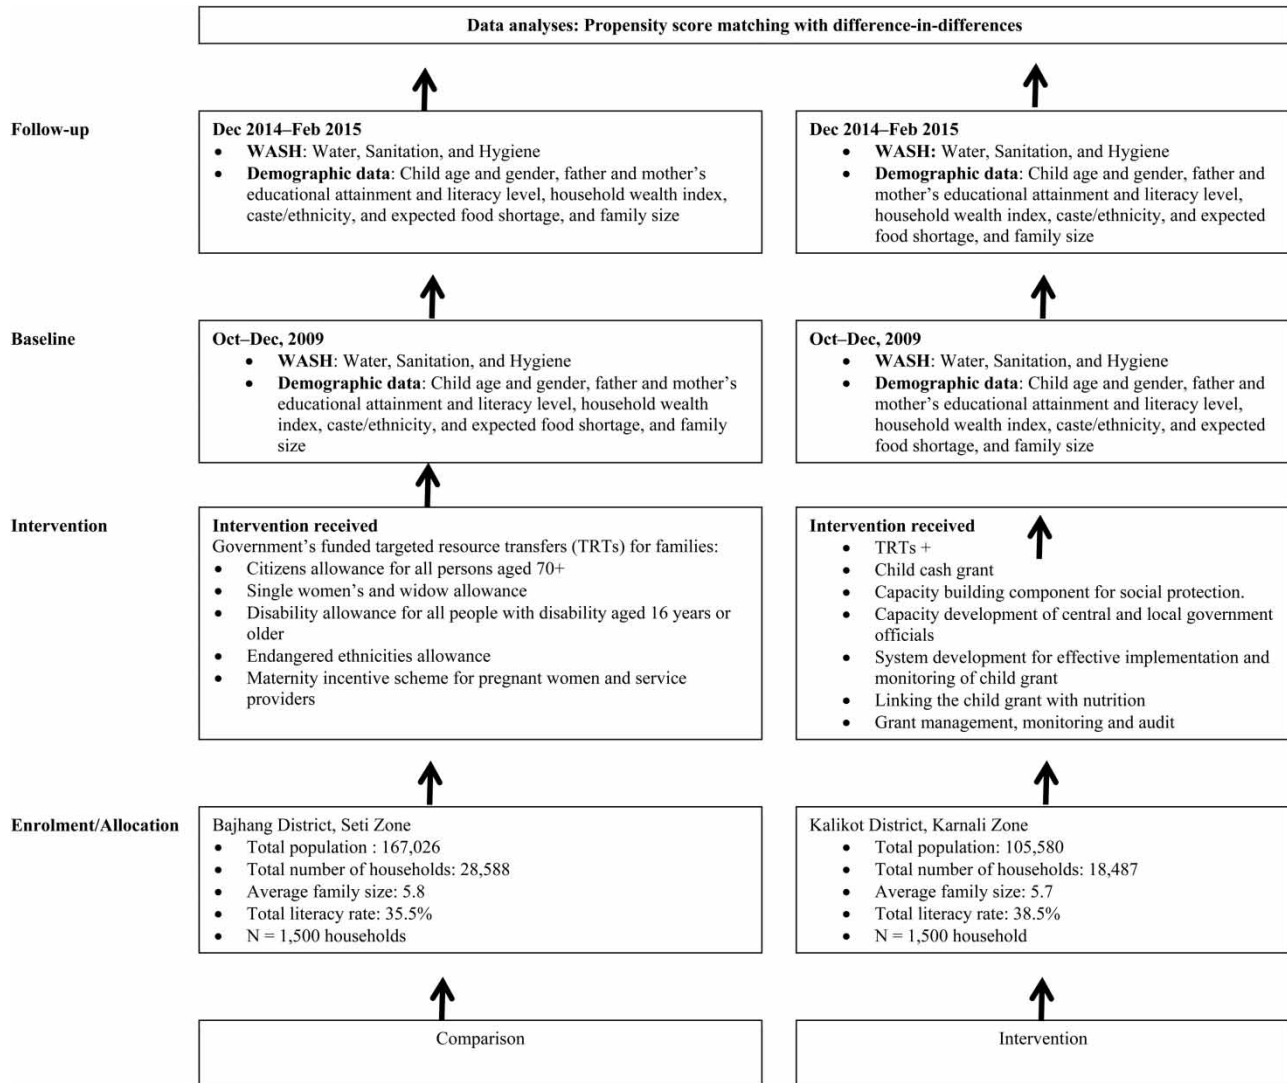 Data analyses: Propensity score matching with difference-in-differences
Follow-up
Dec 2014–Feb 2015
• WASH: Water, Sanitation, and Hygiene
• Demographic data: Child age and gender, father and mother's
educational attainment and literacy level, household wealth index,
caste/ethnicity, and expected food shortage, and family size
Dec 2014–Feb 2015
• WASH: Water, Sanitation, and Hygiene
• Demographic data: Child age and gender, father and
mother's educational attainment and literacy level,
household wealth index, caste/ethnicity, and expected
food shortage, and family size
Baseline
Oct–Dec, 2009
• WASH: Water, Sanitation, and Hygiene
• Demographic data: Child age and gender, father and mother's
educational attainment and literacy level, household wealth
index, caste/ethnicity, and expected food shortage, and family
size
Oct–Dec, 2009
• WASH: Water, Sanitation, and Hygiene
• Demographic data: Child age and gender, father and
mother's educational attainment and literacy level,
household wealth index, caste/ethnicity, and expected
food shortage, and family size
Intervention
Intervention received
Government's funded targeted resource transfers (TRTs) for families:
• Citizens allowance for all persons aged 70+
• Single women's and widow allowance
• Disability allowance for all people with disability aged 16 years or
older
• Endangered ethnicities allowance
• Maternity incentive scheme for pregnant women and service
providers
Intervention received
• TRTs +
• Child cash grant
• Capacity building component for social protection.
• Capacity development of central and local government
officials
• System development for effective implementation and
monitoring of child grant
• Linking the child grant with nutrition
• Grant management, monitoring and audit
Enrolment/Allocation
Bajhang District, Seti Zone
• Total population : 167,026
• Total number of households: 28,588
• Average family size: 5.8
• Total literacy rate: 35.5%
• N = 1,500 households
Kalikot District, Karnali Zone
• Total population: 105,580
• Total number of households: 18,487
• Average family size: 5.7
• Total literacy rate: 38.5%
• N = 1,500 household
Comparison
Intervention